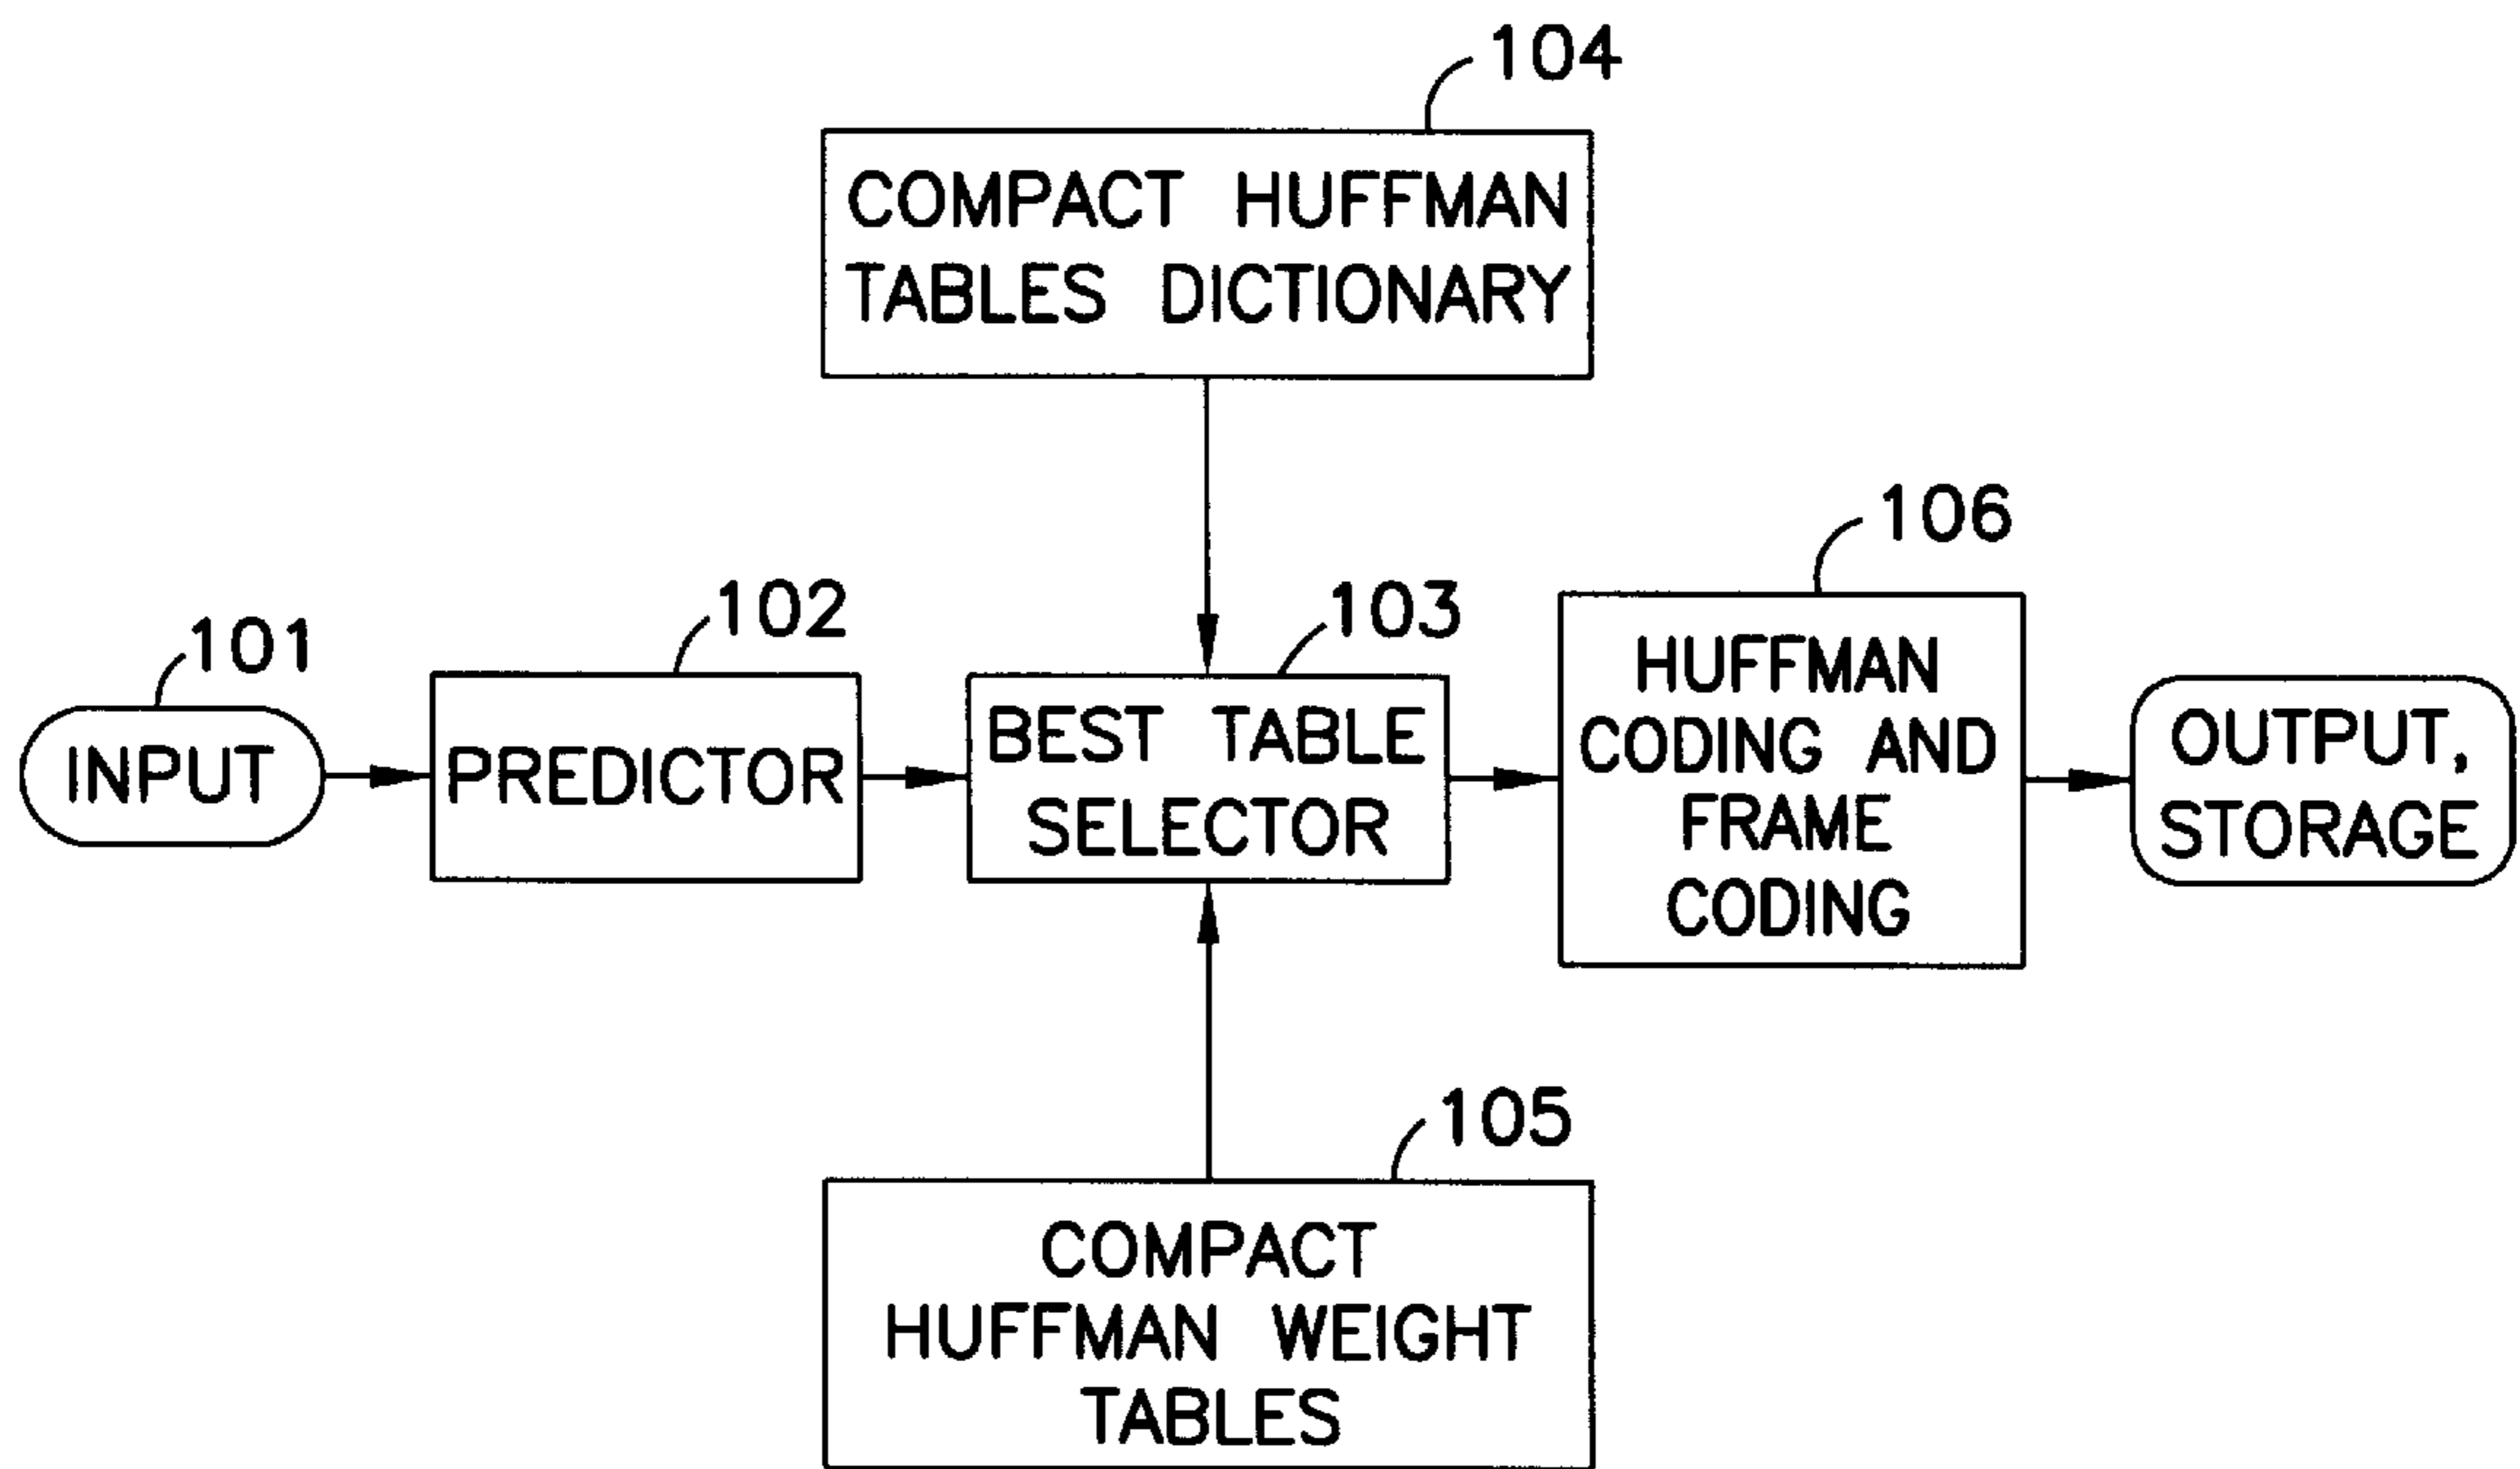 104
COMPACT HUFFMAN
TABLES DICTIONARY
106
102
103
101
HUFFMAN
CODING AND
FRAME
CODING
INPUT
PREDICTOR
BEST TABLE
SELECTOR
OUTPUT,
STORAGE
105
COMPACT
HUFFMAN WEIGHT
TABLES